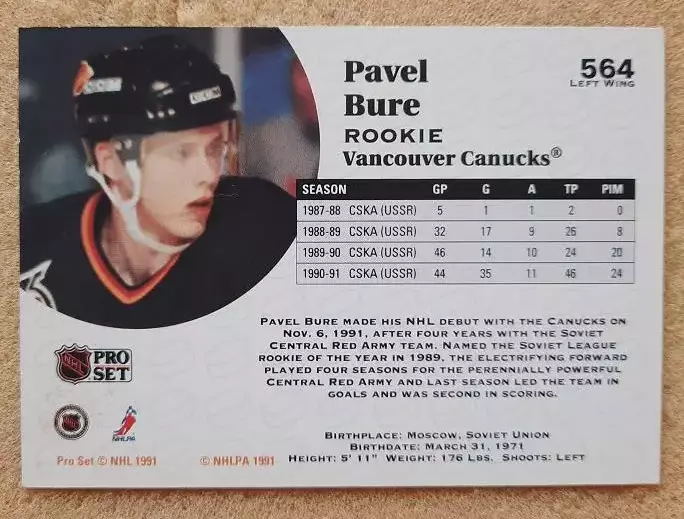 Pavel
Bure
ROOKIE
Vancouver Canucks®
564
LEFT WING
SEASON GP G A TP PIM
1987-88 CSKA (USSR) 5 1 1 2 0
1988-89 CSKA (USSR) 32 17 9 26 8
1989-90 CSKA (USSR) 46 14 10 24 20
1990-91 CSKA (USSR) 44 35 11 46 24
PAVEL BURE MADE HIS NHL DEBUT WITH THE CANUCKS ON
NOV. 6, 1991, AFTER FOUR YEARS WITH THE SOVIET
CENTRAL RED ARMY TEAM. NAMED THE SOVIET LEAGUE
ROOKIE OF THE YEAR IN 1989, THE ELECTRIFYING FORWARD
PLAYED FOUR SEASONS FOR THE PERENNIALLY POWERFUL
CENTRAL RED ARMY AND LAST SEASON LED THE TEAM IN
GOALS AND WAS SECOND IN SCORING.
NHL PRO
SET
NHL
NHLPA
BIRTHPLACE: MOSCOW, SOVIET UNION
BIRTHDATE: MARCH 31, 1971
HEIGHT: 5' 11" WEIGHT: 176 LBS. SHOOTS: LEFT
Pro Set © NHL 1991 © NHLPA 1991